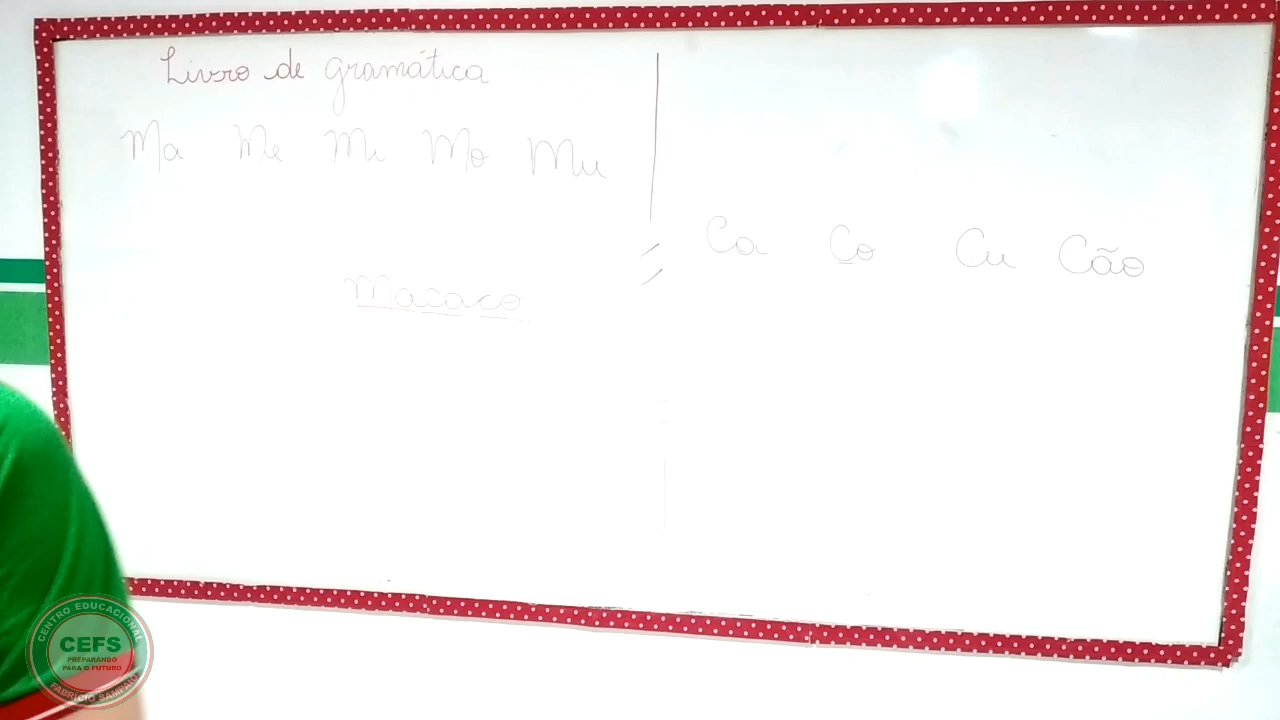 Livro de gramática
Ma Me Mi Mo Mu
Ca Co Cu Cão
Macaco
CENTRO EDUCACIONAL
CEFS
PREPARANDO
PARA O FUTURO
FABRÍCIO SAMPAIO